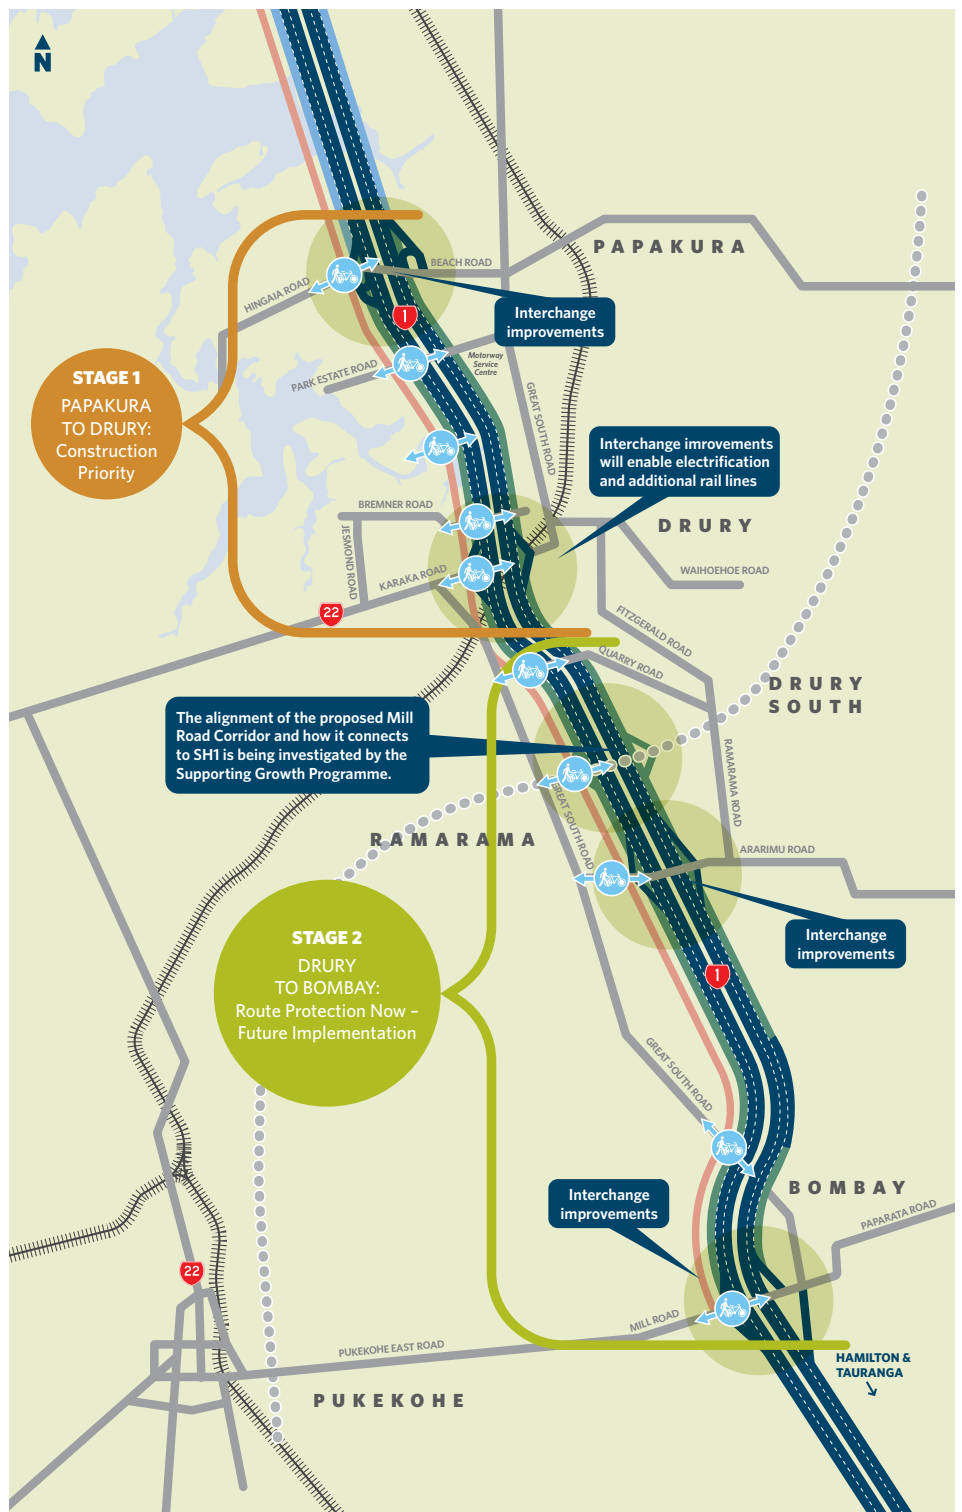 N
PAPAKURA
BEACH ROAD
HINGAIA ROAD
Interchange
improvements
1
Motorway
Service
Centre
PARK ESTATE ROAD
STAGE 1
PAPAKURA
TO DRURY:
Construction
Priority
GREAT SOUTH ROAD
Interchange imrovements
will enable electrification
and additional rail lines
BREMNER ROAD
DRURY
JESMOND ROAD
KARAKA ROAD
WAIHOEHOE ROAD
22
FITZGERALD ROAD
QUARRY ROAD
DRURY
SOUTH
The alignment of the proposed Mill
Road Corridor and how it connects
to SH1 is being investigated by the
Supporting Growth Programme.
RAMARAMA ROAD
GREAT SOUTH ROAD
RAMARAMA
ARARIMU ROAD
STAGE 2
DRURY
TO BOMBAY:
Route Protection Now –
Future Implementation
Interchange
improvements
1
GREAT SOUTH ROAD
BOMBAY
Interchange
improvements
PAPARATA ROAD
22
MILL ROAD
PUKEKOHE EAST ROAD
HAMILTON &
TAURANGA
PUKEKOHE